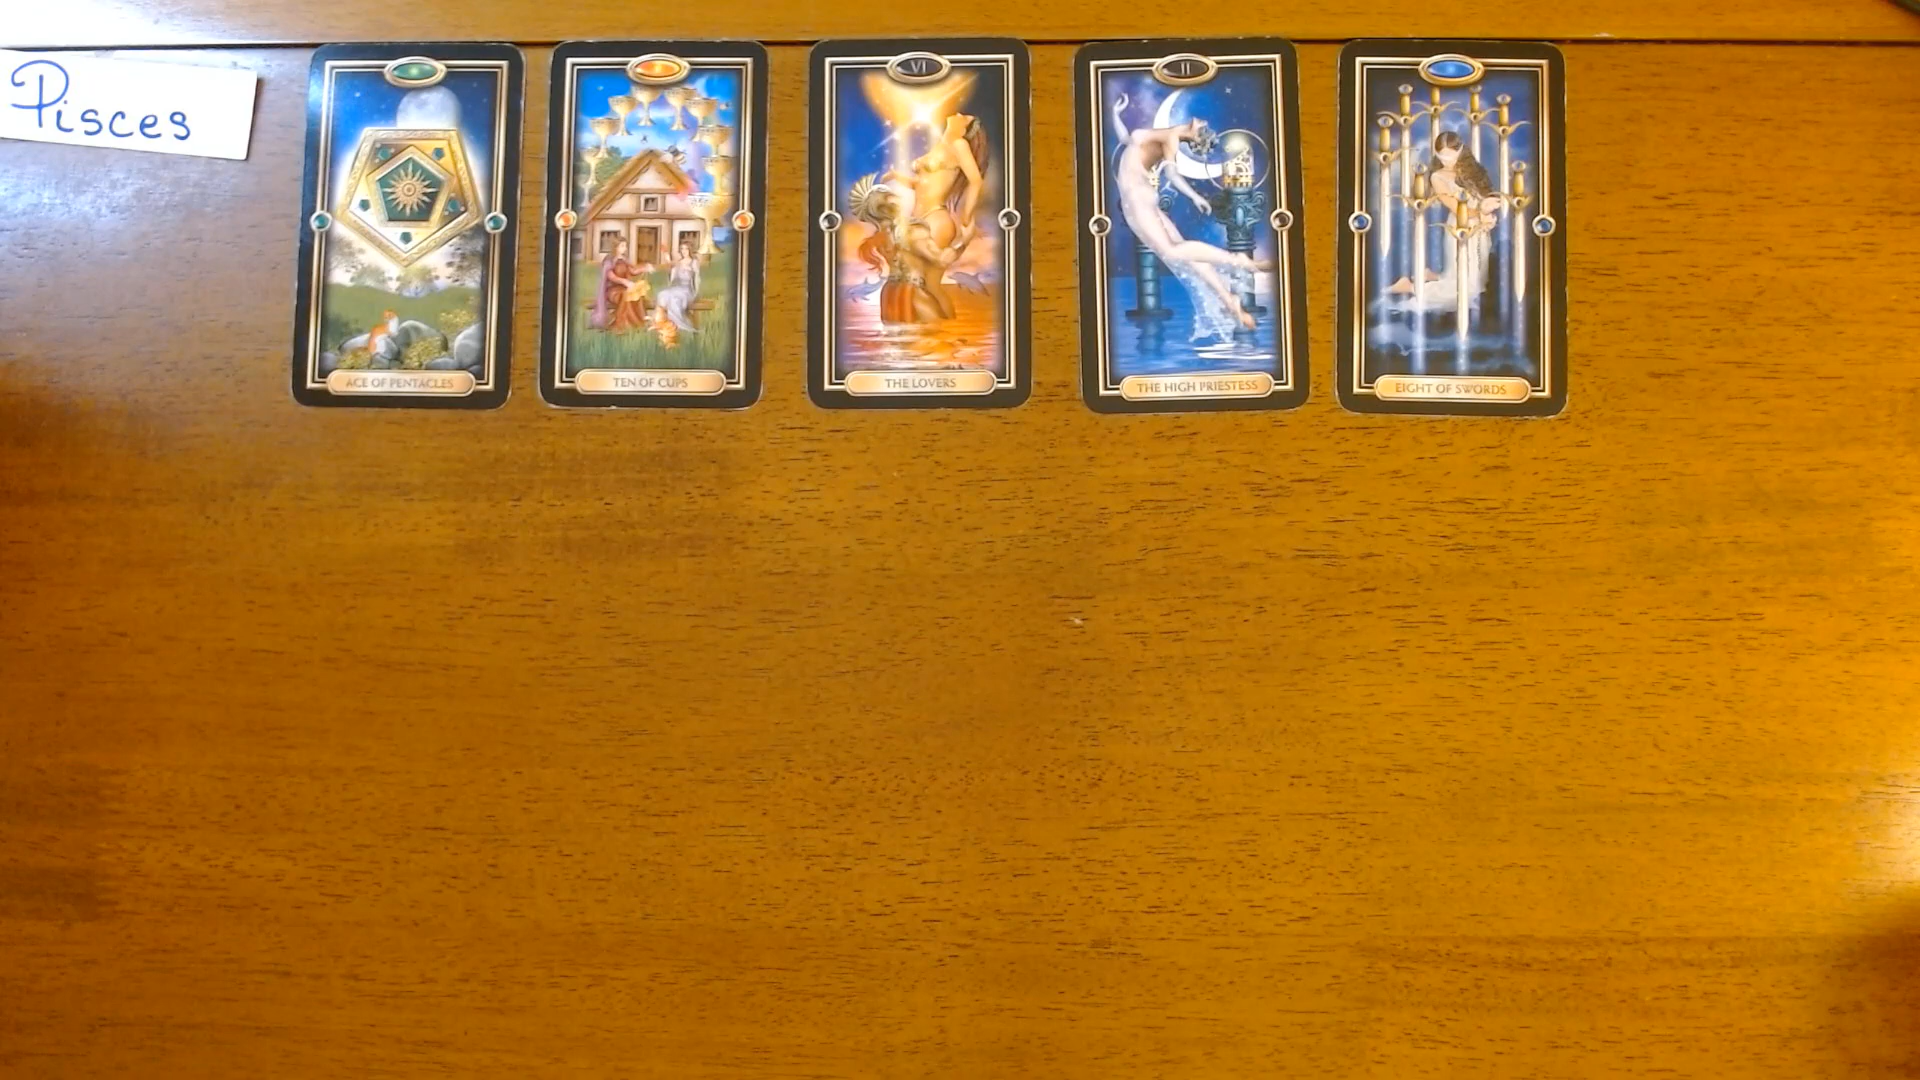 Pisces
VI
II
ACE OF PENTACLES
TEN OF CUPS
THE LOVERS
THE HIGH PRIESTESS
EIGHT OF SWORDS